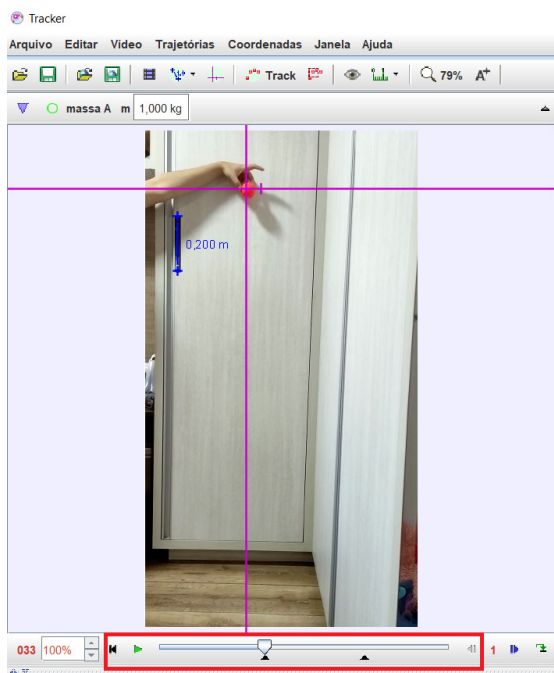 Tracker
Arquivo Editar Vídeo Trajetórias Coordenadas Janela Ajuda
Track 79% A+
massa A m 1,000 kg
0,200 m
033 100% 1